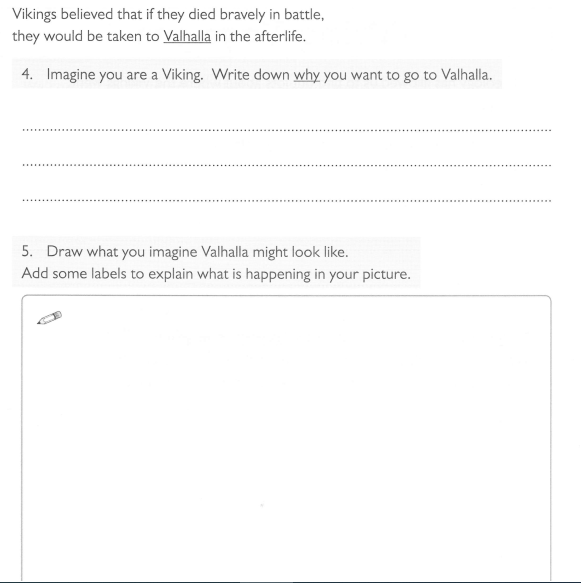 Vikings believed that if they died bravely in battle,
they would be taken to Valhalla in the afterlife.
4. Imagine you are a Viking. Write down why you want to go to Valhalla.
5. Draw what you imagine Valhalla might look like.
Add some labels to explain what is happening in your picture.